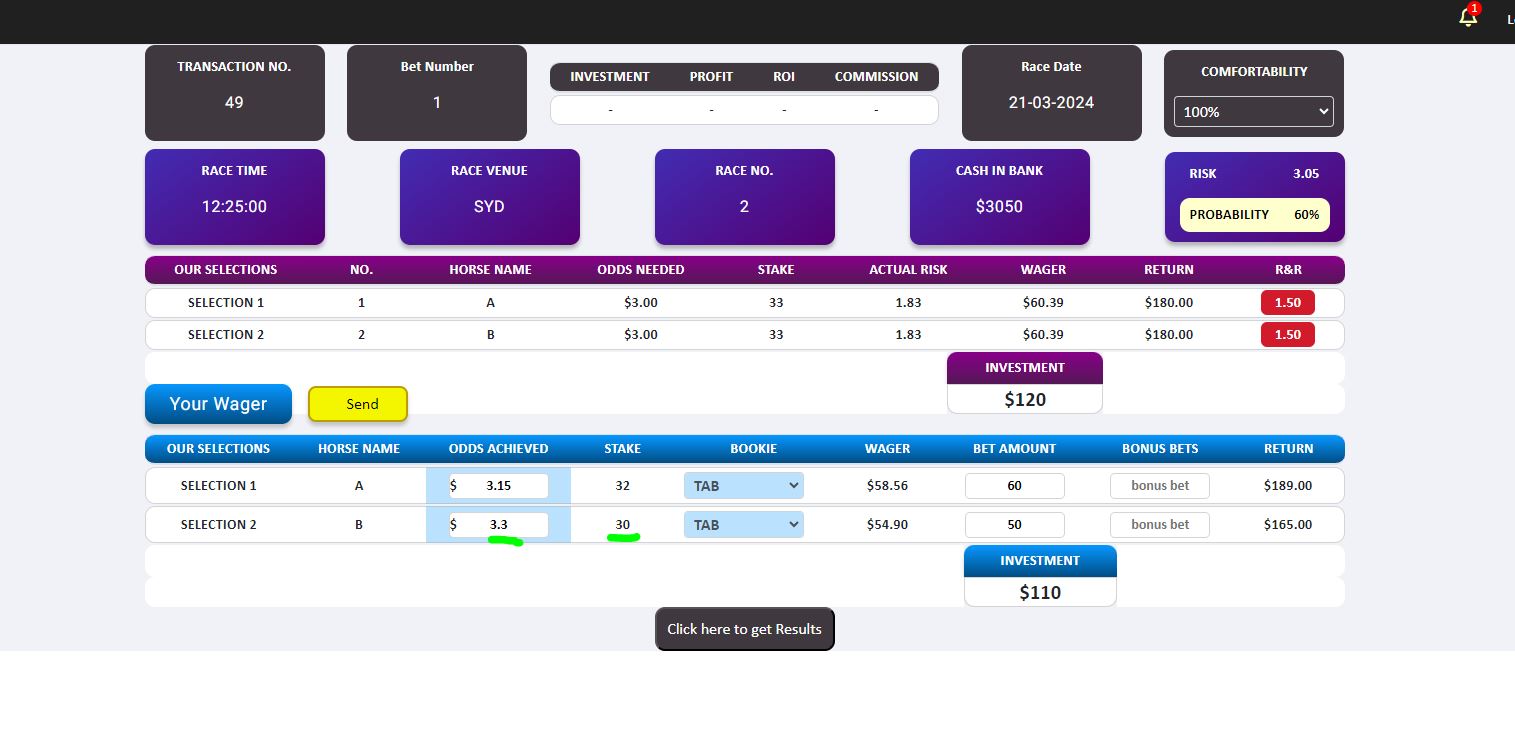 1
TRANSACTION NO. Bet Number INVESTMENT PROFIT ROI COMMISSION Race Date COMFORTABILITY
49 1 - - - - 21-03-2024 100%
RACE TIME RACE VENUE RACE NO. CASH IN BANK RISK 3.05
12:25:00 SYD 2 $3050 PROBABILITY 60%
OUR SELECTIONS NO. HORSE NAME ODDS NEEDED STAKE ACTUAL RISK WAGER RETURN R&R
SELECTION 1 1 A $3.00 33 1.83 $60.39 $180.00 1.50
SELECTION 2 2 B $3.00 33 1.83 $60.39 $180.00 1.50
INVESTMENT
$120
Your Wager Send
OUR SELECTIONS HORSE NAME ODDS ACHIEVED STAKE BOOKIE WAGER BET AMOUNT BONUS BETS RETURN
SELECTION 1 A $ 3.15 32 TAB $58.56 60 bonus bet $189.00
SELECTION 2 B $ 3.3 30 TAB $54.90 50 bonus bet $165.00
INVESTMENT
$110
Click here to get Results